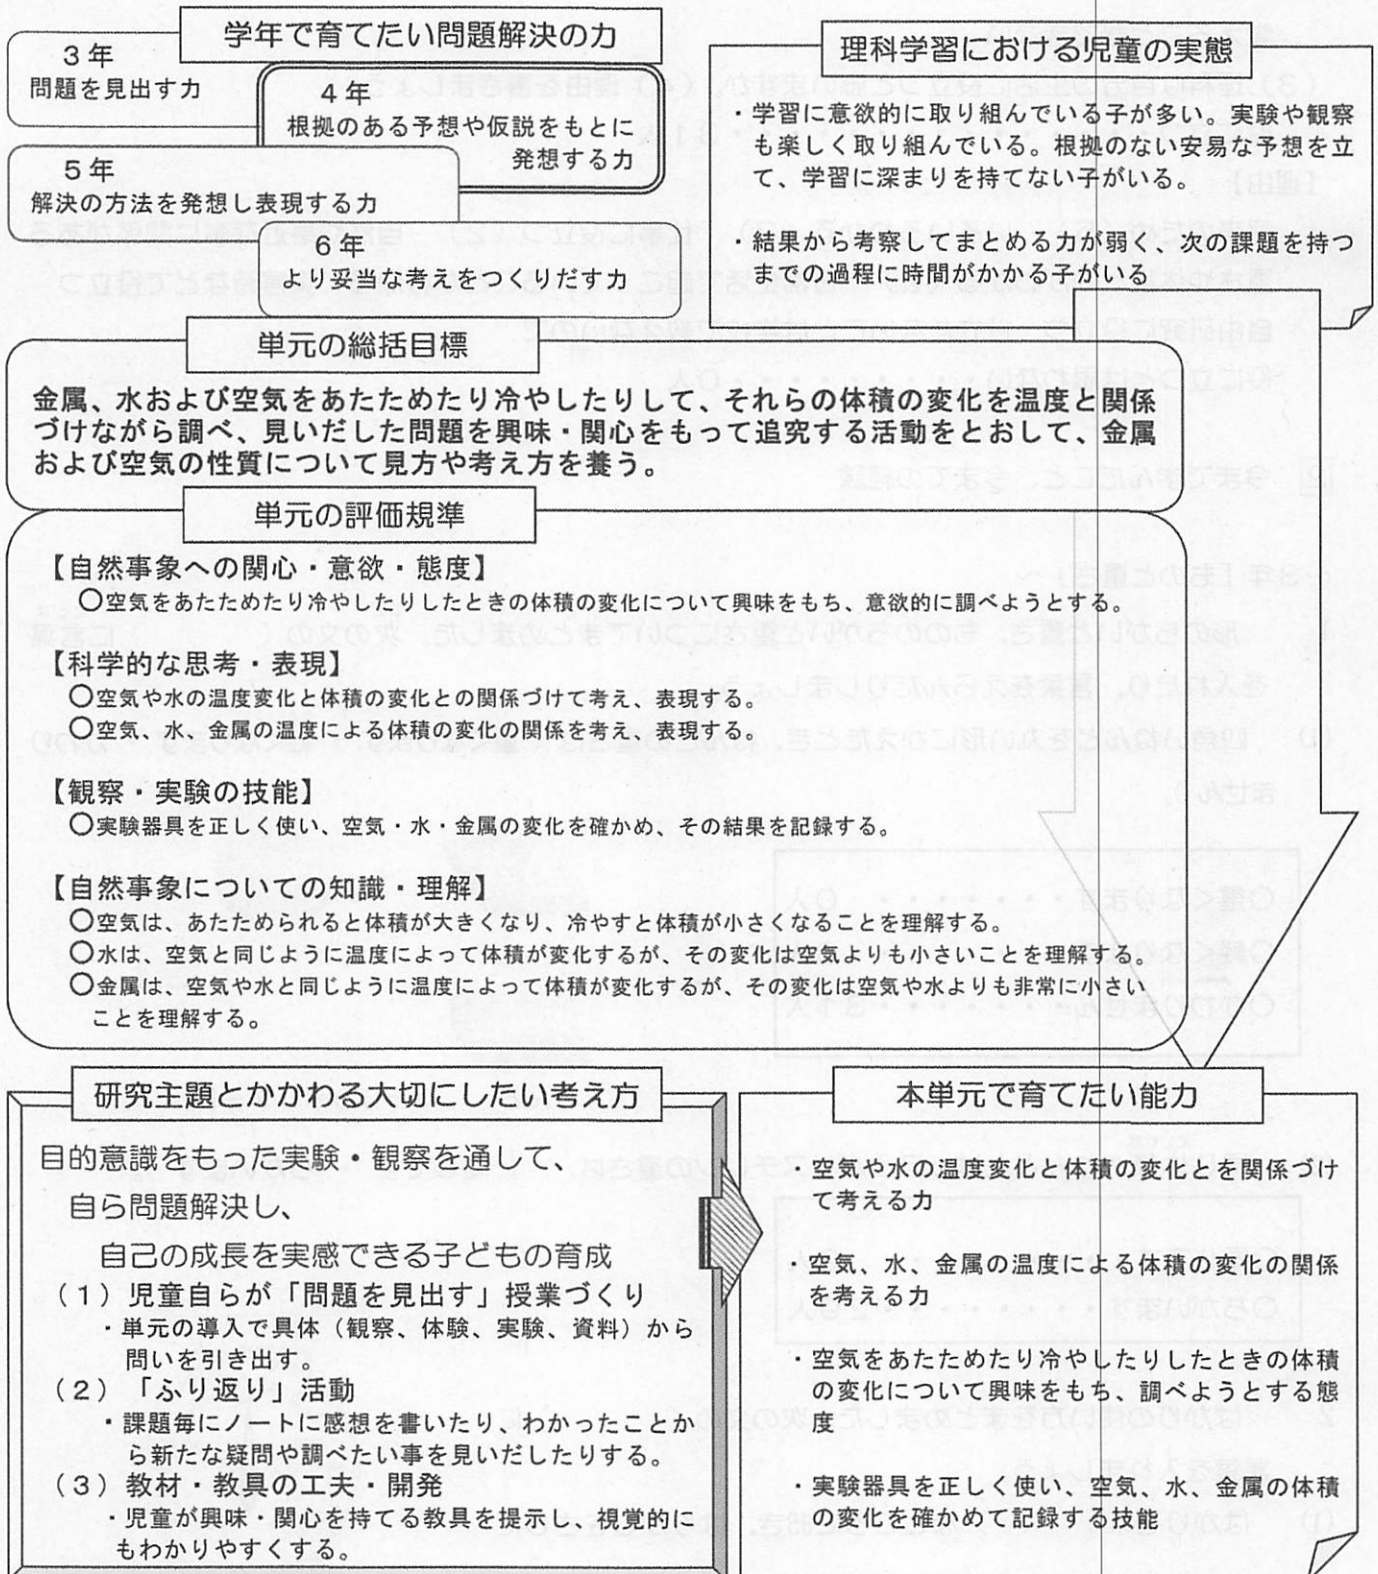 学年で育てたい問題解決の力
3年
問題を見出す力
4年
根拠のある予想や仮説をもとに
発想する力
5年
解決の方法を発想し表現する力
6年
より妥当な考えをつくりだす力
理科学習における児童の実態
・学習に意欲的に取り組んでいる子が多い。実験や観察
も楽しく取り組んでいる。根拠のない安易な予想を立
て、学習に深まりを持てない子がいる。
・結果から考察してまとめる力が弱く、次の課題を持つ
までの過程に時間がかかる子がいる
単元の総括目標
金属、水および空気をあたためたり冷やしたりして、それらの体積の変化を温度と関係
づけながら調べ、見いだした問題を興味・関心をもって追究する活動をとおして、金属
および空気の性質について見方や考え方を養う。
単元の評価規準
【自然事象への関心・意欲・態度】
〇空気をあたためたり冷やしたりしたときの体積の変化について興味をもち、意欲的に調べようとする。
【科学的な思考・表現】
〇空気や水の温度変化と体積の変化との関係づけて考え、表現する。
〇空気、水、金属の温度による体積の変化の関係を考え、表現する。
【観察・実験の技能】
〇実験器具を正しく使い、空気・水・金属の変化を確かめ、その結果を記録する。
【自然事象についての知識・理解】
〇空気は、あたためられると体積が大きくなり、冷やすと体積が小さくなることを理解する。
〇水は、空気と同じように温度によって体積が変化するが、その変化は空気よりも小さいことを理解する。
〇金属は、空気や水と同じように温度によって体積が変化するが、その変化は空気や水よりも非常に小さい
ことを理解する。
研究主題とかかわる大切にしたい考え方
目的意識をもった実験・観察を通して、
自ら問題解決し、
自己の成長を実感できる子どもの育成
(1)児童自らが「問題を見出す」授業づくり
・単元の導入で具体(観察、体験、実験、資料)から
問いを引き出す。
(2)「ふり返り」活動
・課題毎にノートに感想を書いたり、わかったことか
ら新たな疑問や調べたい事を見いだしたりする。
(3)教材・教具の工夫・開発
・児童が興味・関心を持てる教具を提示し、視覚的に
もわかりやすくする。
本単元で育てたい能力
・空気や水の温度変化と体積の変化とを関係づけ
て考える力
・空気、水、金属の温度による体積の変化の関係
を考える力
・空気をあたためたり冷やしたりしたときの体積
の変化について興味をもち、調べようとする態
度
・実験器具を正しく使い、空気、水、金属の体積
の変化を確かめて記録する技能